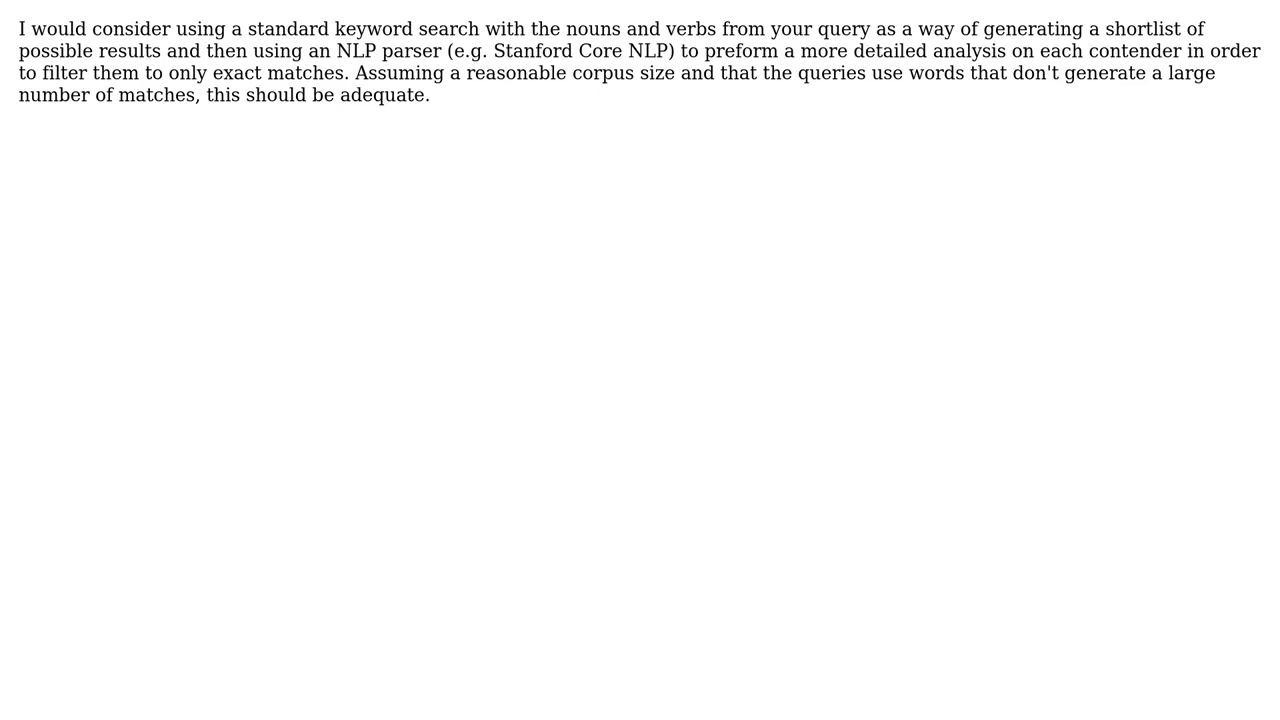 I would consider using a standard keyword search with the nouns and verbs from your query as a way of generating a shortlist of
possible results and then using an NLP parser (e.g. Stanford Core NLP) to preform a more detailed analysis on each contender in order
to filter them to only exact matches. Assuming a reasonable corpus size and that the queries use words that don't generate a large
number of matches, this should be adequate.